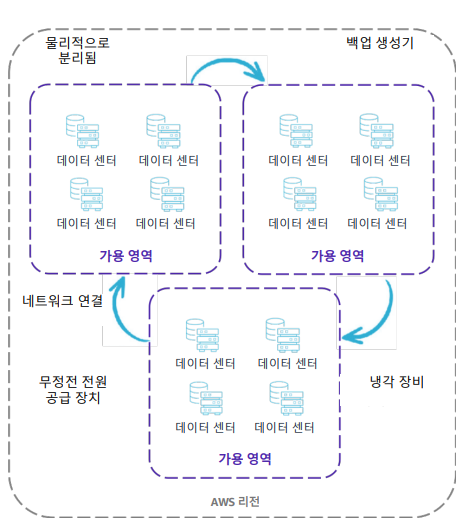 물리적으로
분리됨
백업 생성기
데이터 센터 데이터 센터
데이터 센터 데이터 센터
가용 영역
데이터 센터 데이터 센터
데이터 센터 데이터 센터
가용 영역
네트워크 연결
무정전 전원
공급 장치
데이터 센터 데이터 센터
데이터 센터 데이터 센터
가용 영역
냉각 장비
AWS 리전